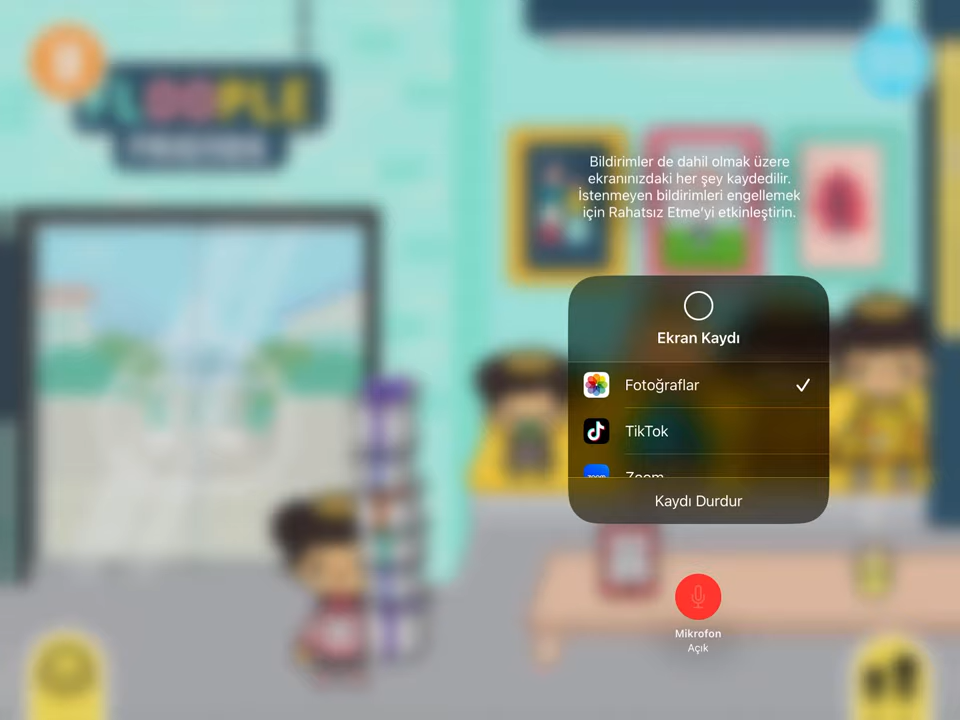 Bildirimler de dahil olmak üzere
ekranınızdaki her şey kaydedilir.
İstenmeyen bildirimleri engellemek
için Rahatsız Etme'yi etkinleştirin.
Ekran Kaydı
Fotoğraflar
TikTok
Zoom
Kaydı Durdur
Mikrofon
Açık